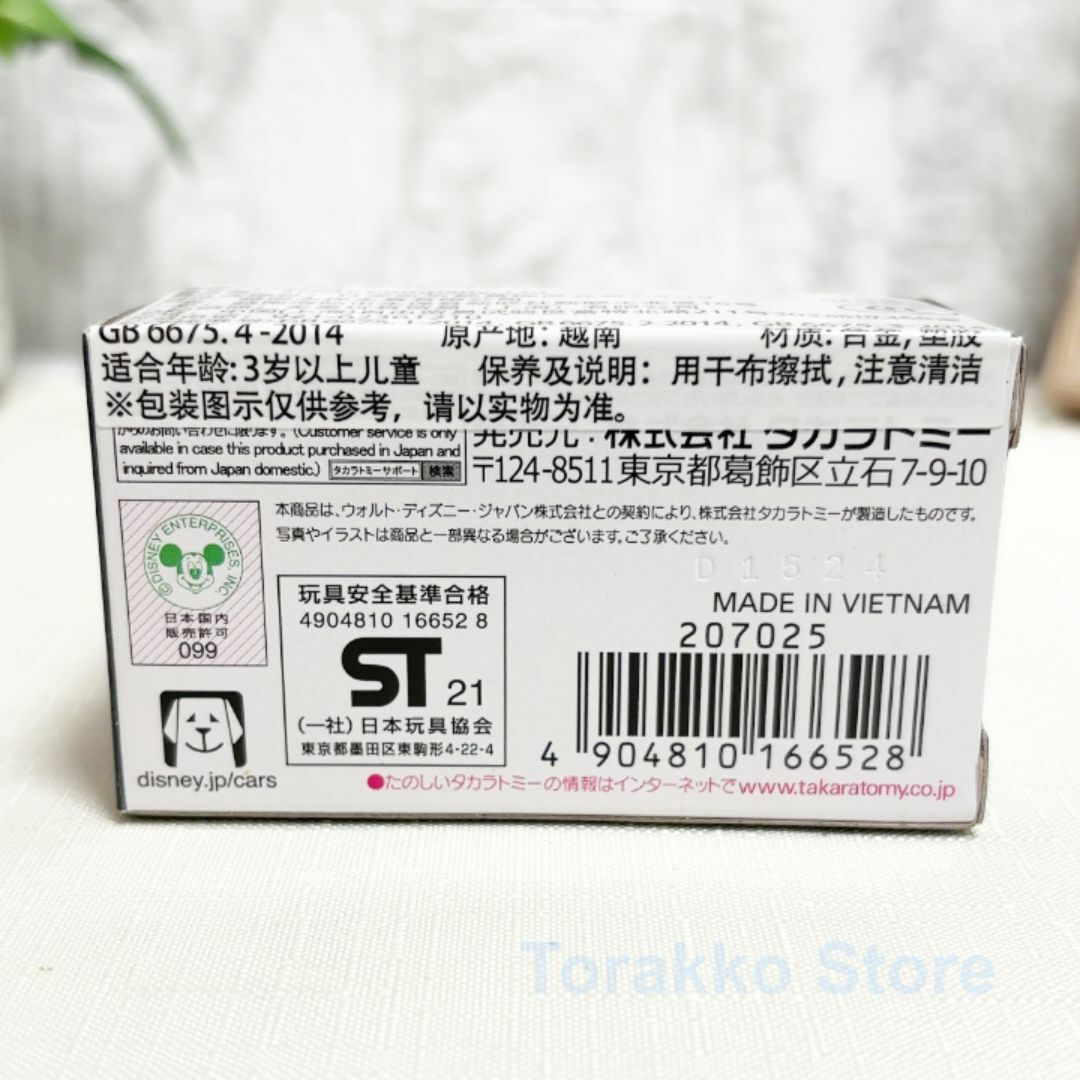 GB 6675.4-2014 原产地:越南 材质:合金,塑胶
适合年龄:3岁以上儿童 保养及说明:用干布擦拭,注意清洁
※包装图示仅供参考,请以实物为准。
(Customer service is only
available in case this product purchased in Japan and
inquired from Japan domestic.) タカラトミーサポート 検索
発売元:株式会社 タカラトミー
〒124-8511東京都葛飾区立石7-9-10
©DISNEY ENTERPRISES, INC.
日本国内
販売許可
099
本商品は、ウォルト・ディズニー・ジャパン株式会社との契約により、株式会社タカラトミーが製造したものです。
写真やイラストは商品と一部異なる場合がございます。ご了承ください。
D1524
MADE IN VIETNAM
207025
4 904810 166528
玩具安全基準合格
4904810 16652 8
ST 21
(一社)日本玩具協会
東京都墨田区東駒形4-22-4
disney.jp/cars
●たのしいタカラトミーの情報はインターネットで www.takaratomy.co.jp
Torakko Store